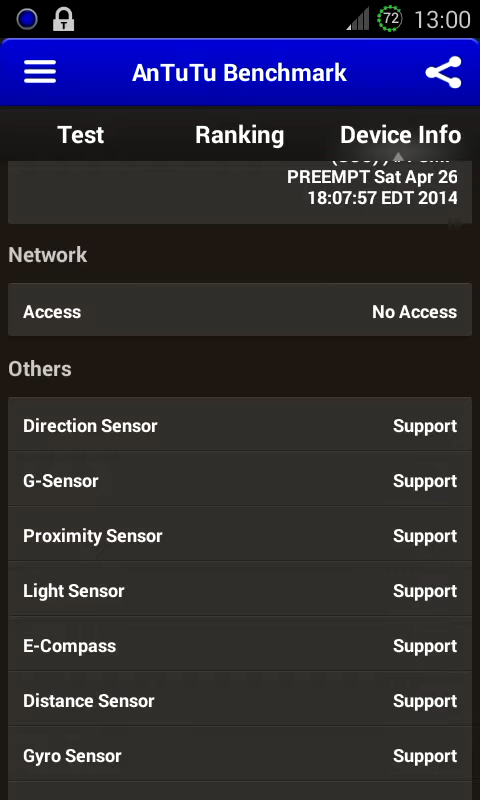 72 13:00
AnTuTu Benchmark
Test Ranking Device Info
PREEMPT Sat Apr 26
18:07:57 EDT 2014
Network
Access No Access
Others
Direction Sensor Support
G-Sensor Support
Proximity Sensor Support
Light Sensor Support
E-Compass Support
Distance Sensor Support
Gyro Sensor Support